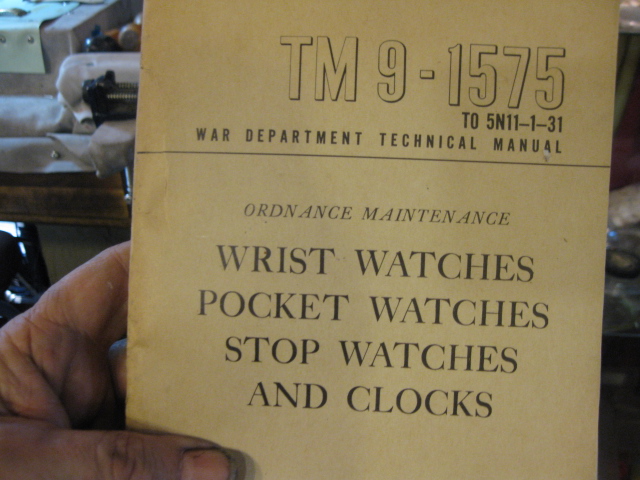 TM 9-1575
TO 5N11-1-31
WAR DEPARTMENT TECHNICAL MANUAL
ORDNANCE MAINTENANCE
WRIST WATCHES
POCKET WATCHES
STOP WATCHES
AND CLOCKS